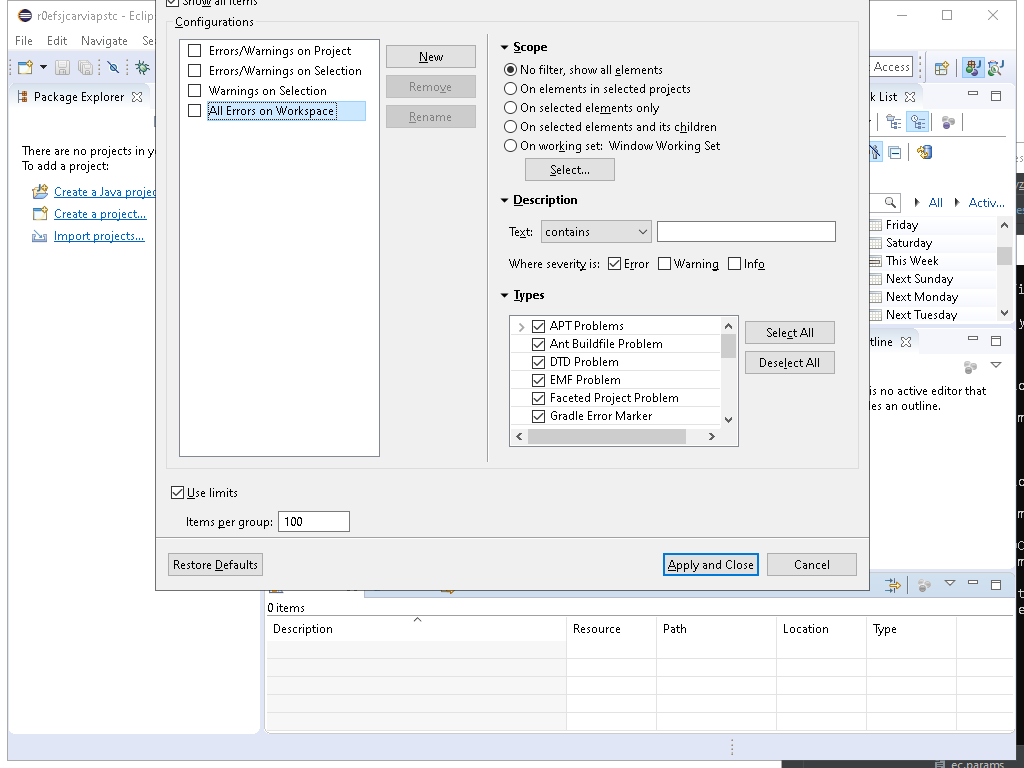 r0efsjcarviapstc - Eclip
Show all items
File Edit Navigate Se
Configurations
Errors/Warnings on Project
Errors/Warnings on Selection
Warnings on Selection
All Errors on Workspace
New
Remove
Rename
Scope
No filter, show all elements
On elements in selected projects
On selected elements only
On selected elements and its children
On working set: Window Working Set
Select...
Description
Text: contains
Where severity is: Error Warning Info
Types
APT Problems
Ant Buildfile Problem
DTD Problem
EMF Problem
Faceted Project Problem
Gradle Error Marker
Select All
Deselect All
Use limits
Items per group: 100
Restore Defaults
Apply and Close
Cancel
Package Explorer
There are no projects in yo
To add a project:
Create a Java projec
Create a project...
Import projects...
Access
k List
All Activ...
Friday
Saturday
This Week
Next Sunday
Next Monday
Next Tuesday
tline
is no active editor that
des an outline.
0 items
Description Resource Path Location Type
ec.params